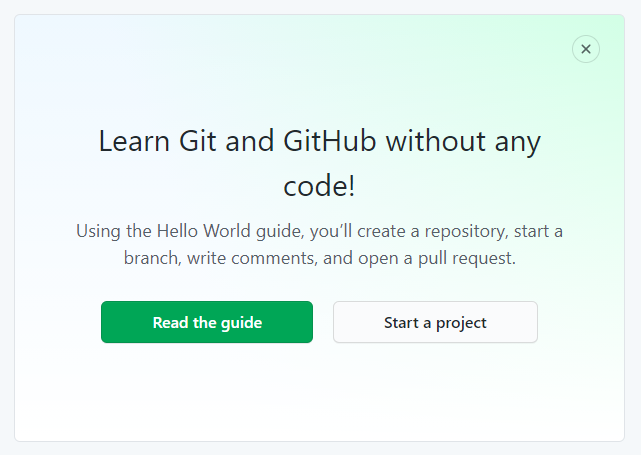 Learn Git and GitHub without any
code!
Using the Hello World guide, you’ll create a repository, start a
branch, write comments, and open a pull request.
Read the guide
Start a project